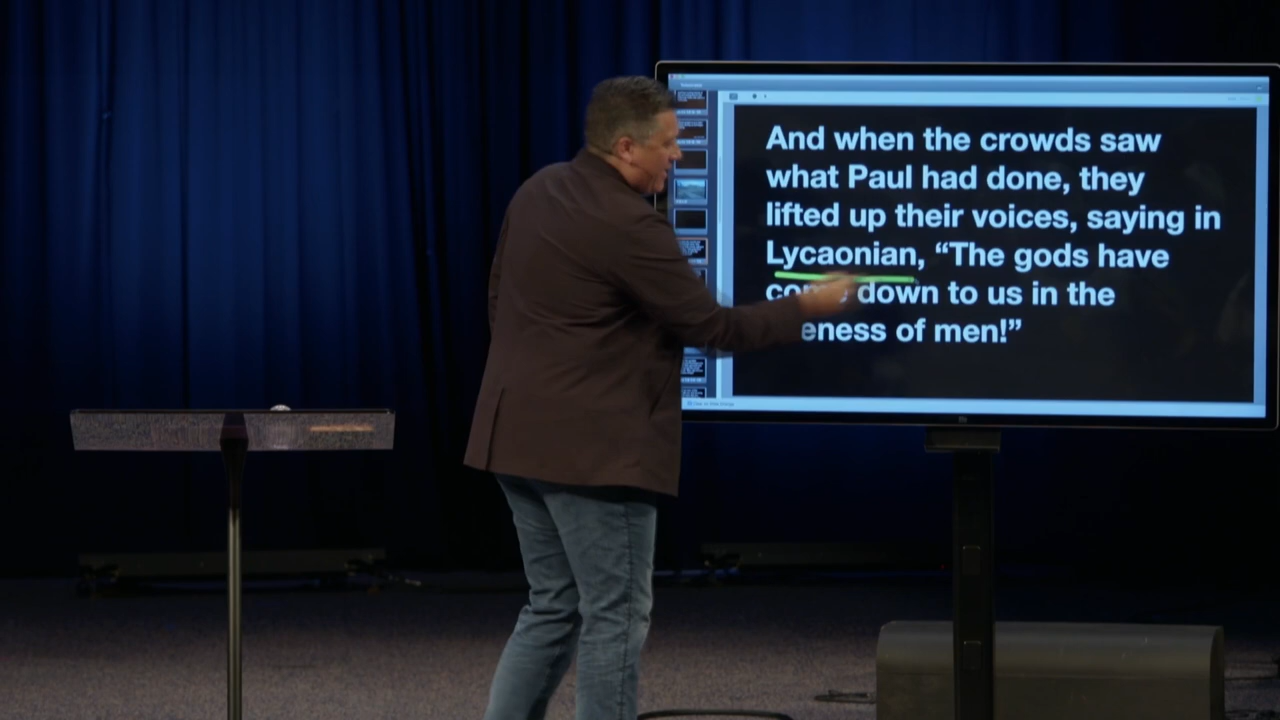 And when the crowds saw
what Paul had done, they
lifted up their voices, saying in
Lycaonian, “The gods have
down to us in the
eness of men!”